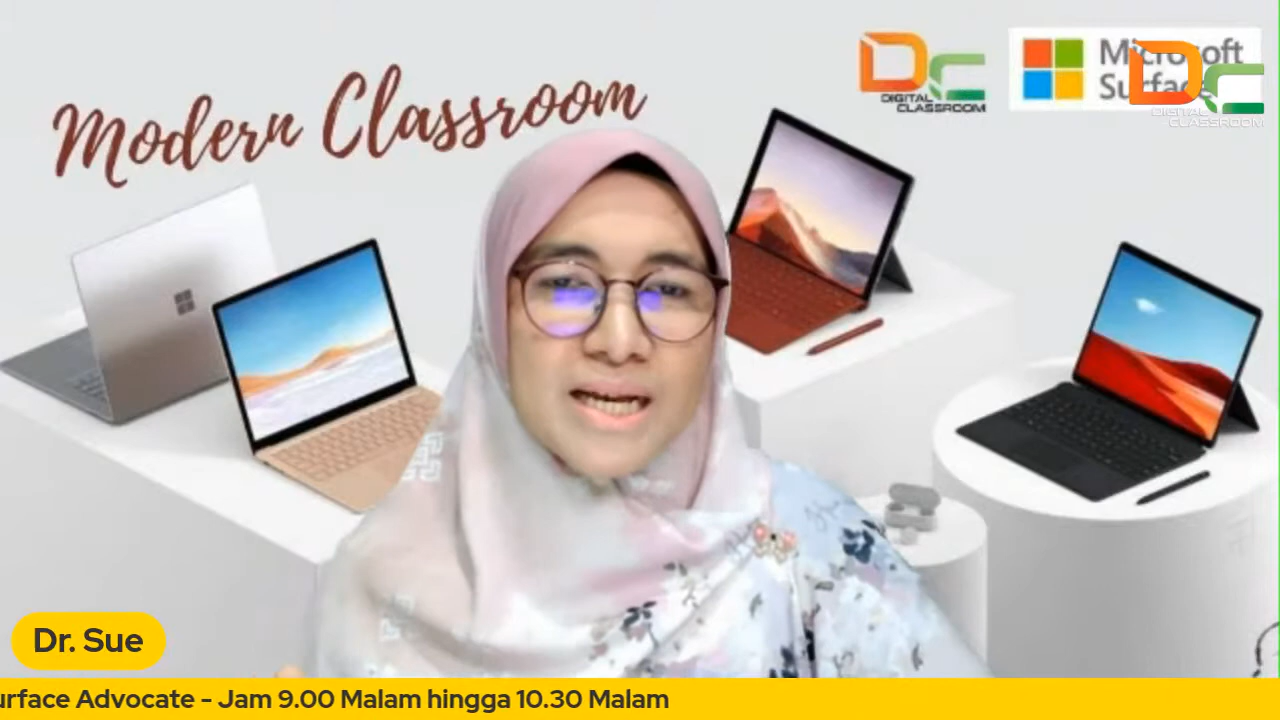 Modern Classroom
DIGITAL
CLASSROOM
Microsoft
Surface
DIGITAL
CLASSROOM
Dr. Sue
urface Advocate - Jam 9.00 Malam hingga 10.30 Malam